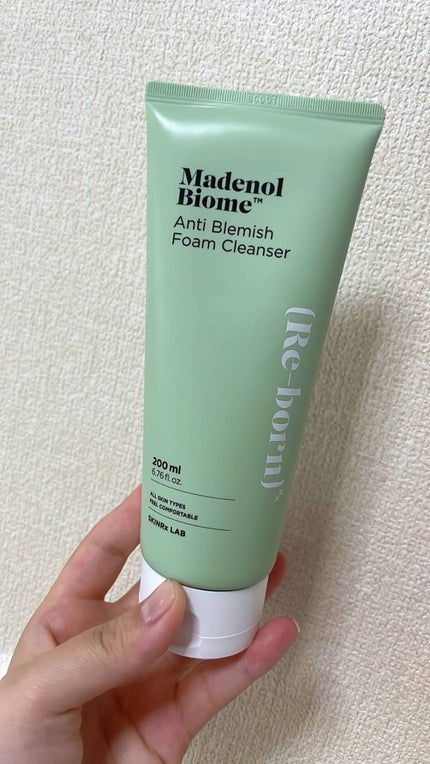 Madenol
Biome™
Anti Blemish
Foam Cleanser
(Re-born)
200 ml
6.76 fl. oz.
ALL SKIN TYPES
FEEL COMFORTABLE
SKINRx LAB